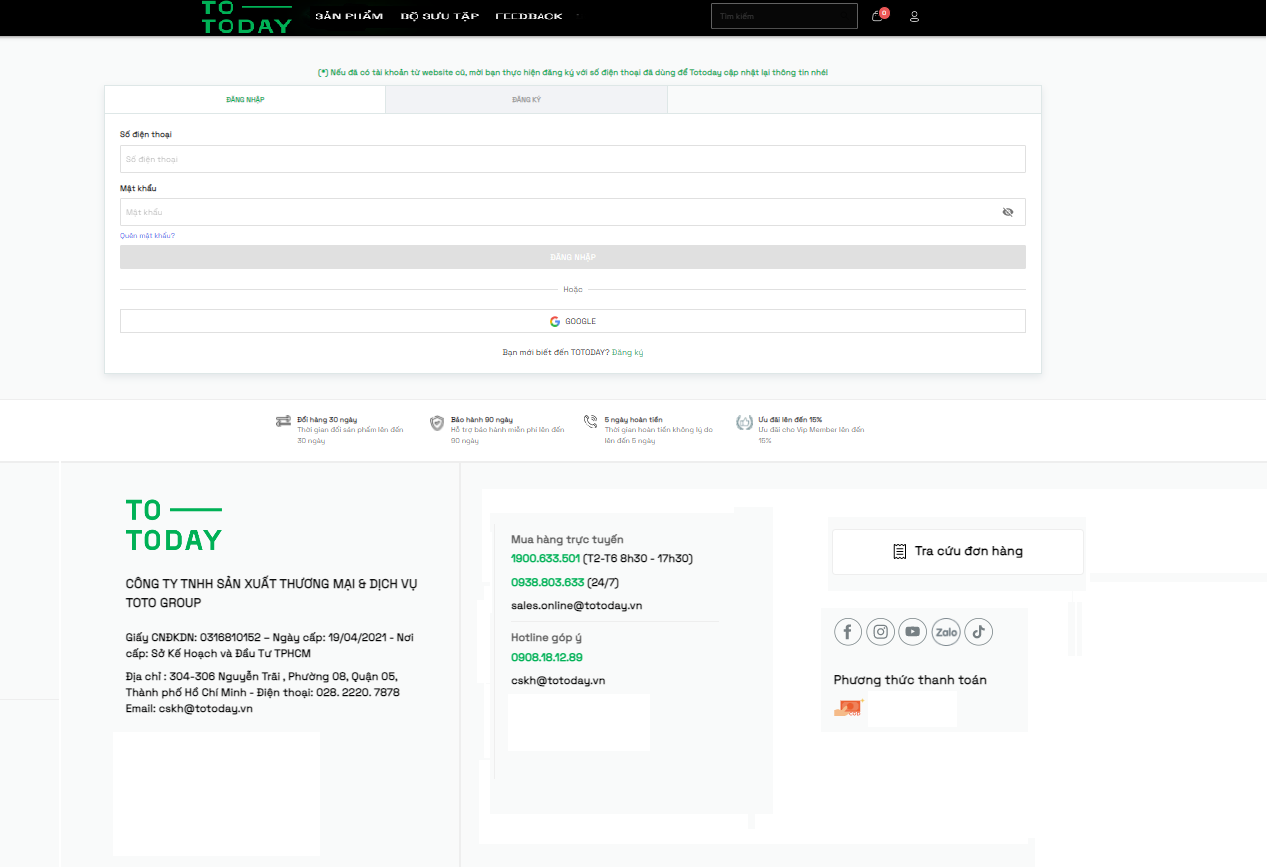 TO
TODAY
SẢN PHẨM
BỘ SƯU TẬP
FEEDBACK
Tìm kiếm
0
(*) Nếu đã có tài khoản từ website cũ, mời bạn thực hiện đăng ký với số điện thoại đã dùng để Totoday cập nhật lại thông tin nhé!
ĐĂNG NHẬP
ĐĂNG KÝ
Số điện thoại
Số điện thoại
Mật khẩu
Mật khẩu
Quên mật khẩu?
ĐĂNG NHẬP
Hoặc
GOOGLE
Bạn mới biết đến TOTODAY? Đăng ký
Đổi hàng 30 ngày
Thời gian đổi sản phẩm lên đến
30 ngày
Bảo hành 90 ngày
Hỗ trợ bảo hành miễn phí lên đến
90 ngày
5 ngày hoàn tiền
Thời gian hoàn tiền không lý do
lên đến 5 ngày
Ưu đãi lên đến 15%
Ưu đãi cho Vip Member lên đến
15%
TO
TODAY
CÔNG TY TNHH SẢN XUẤT THƯƠNG MẠI & DỊCH VỤ
TOTO GROUP
Giấy CNĐKDN: 0316810152 – Ngày cấp: 19/04/2021 - Nơi
cấp: Sở Kế Hoạch và Đầu Tư TPHCM
Địa chỉ : 304-306 Nguyễn Trãi , Phường 08, Quận 05,
Thành phố Hồ Chí Minh - Điện thoại: 028. 2220. 7878
Email: cskh@totoday.vn
Mua hàng trực tuyến
1900.633.501 (T2-T6 8h30 - 17h30)
0938.803.633 (24/7)
sales.online@totoday.vn
Hotline góp ý
0908.18.12.89
cskh@totoday.vn
Tra cứu đơn hàng
Zalo
Phương thức thanh toán
COD